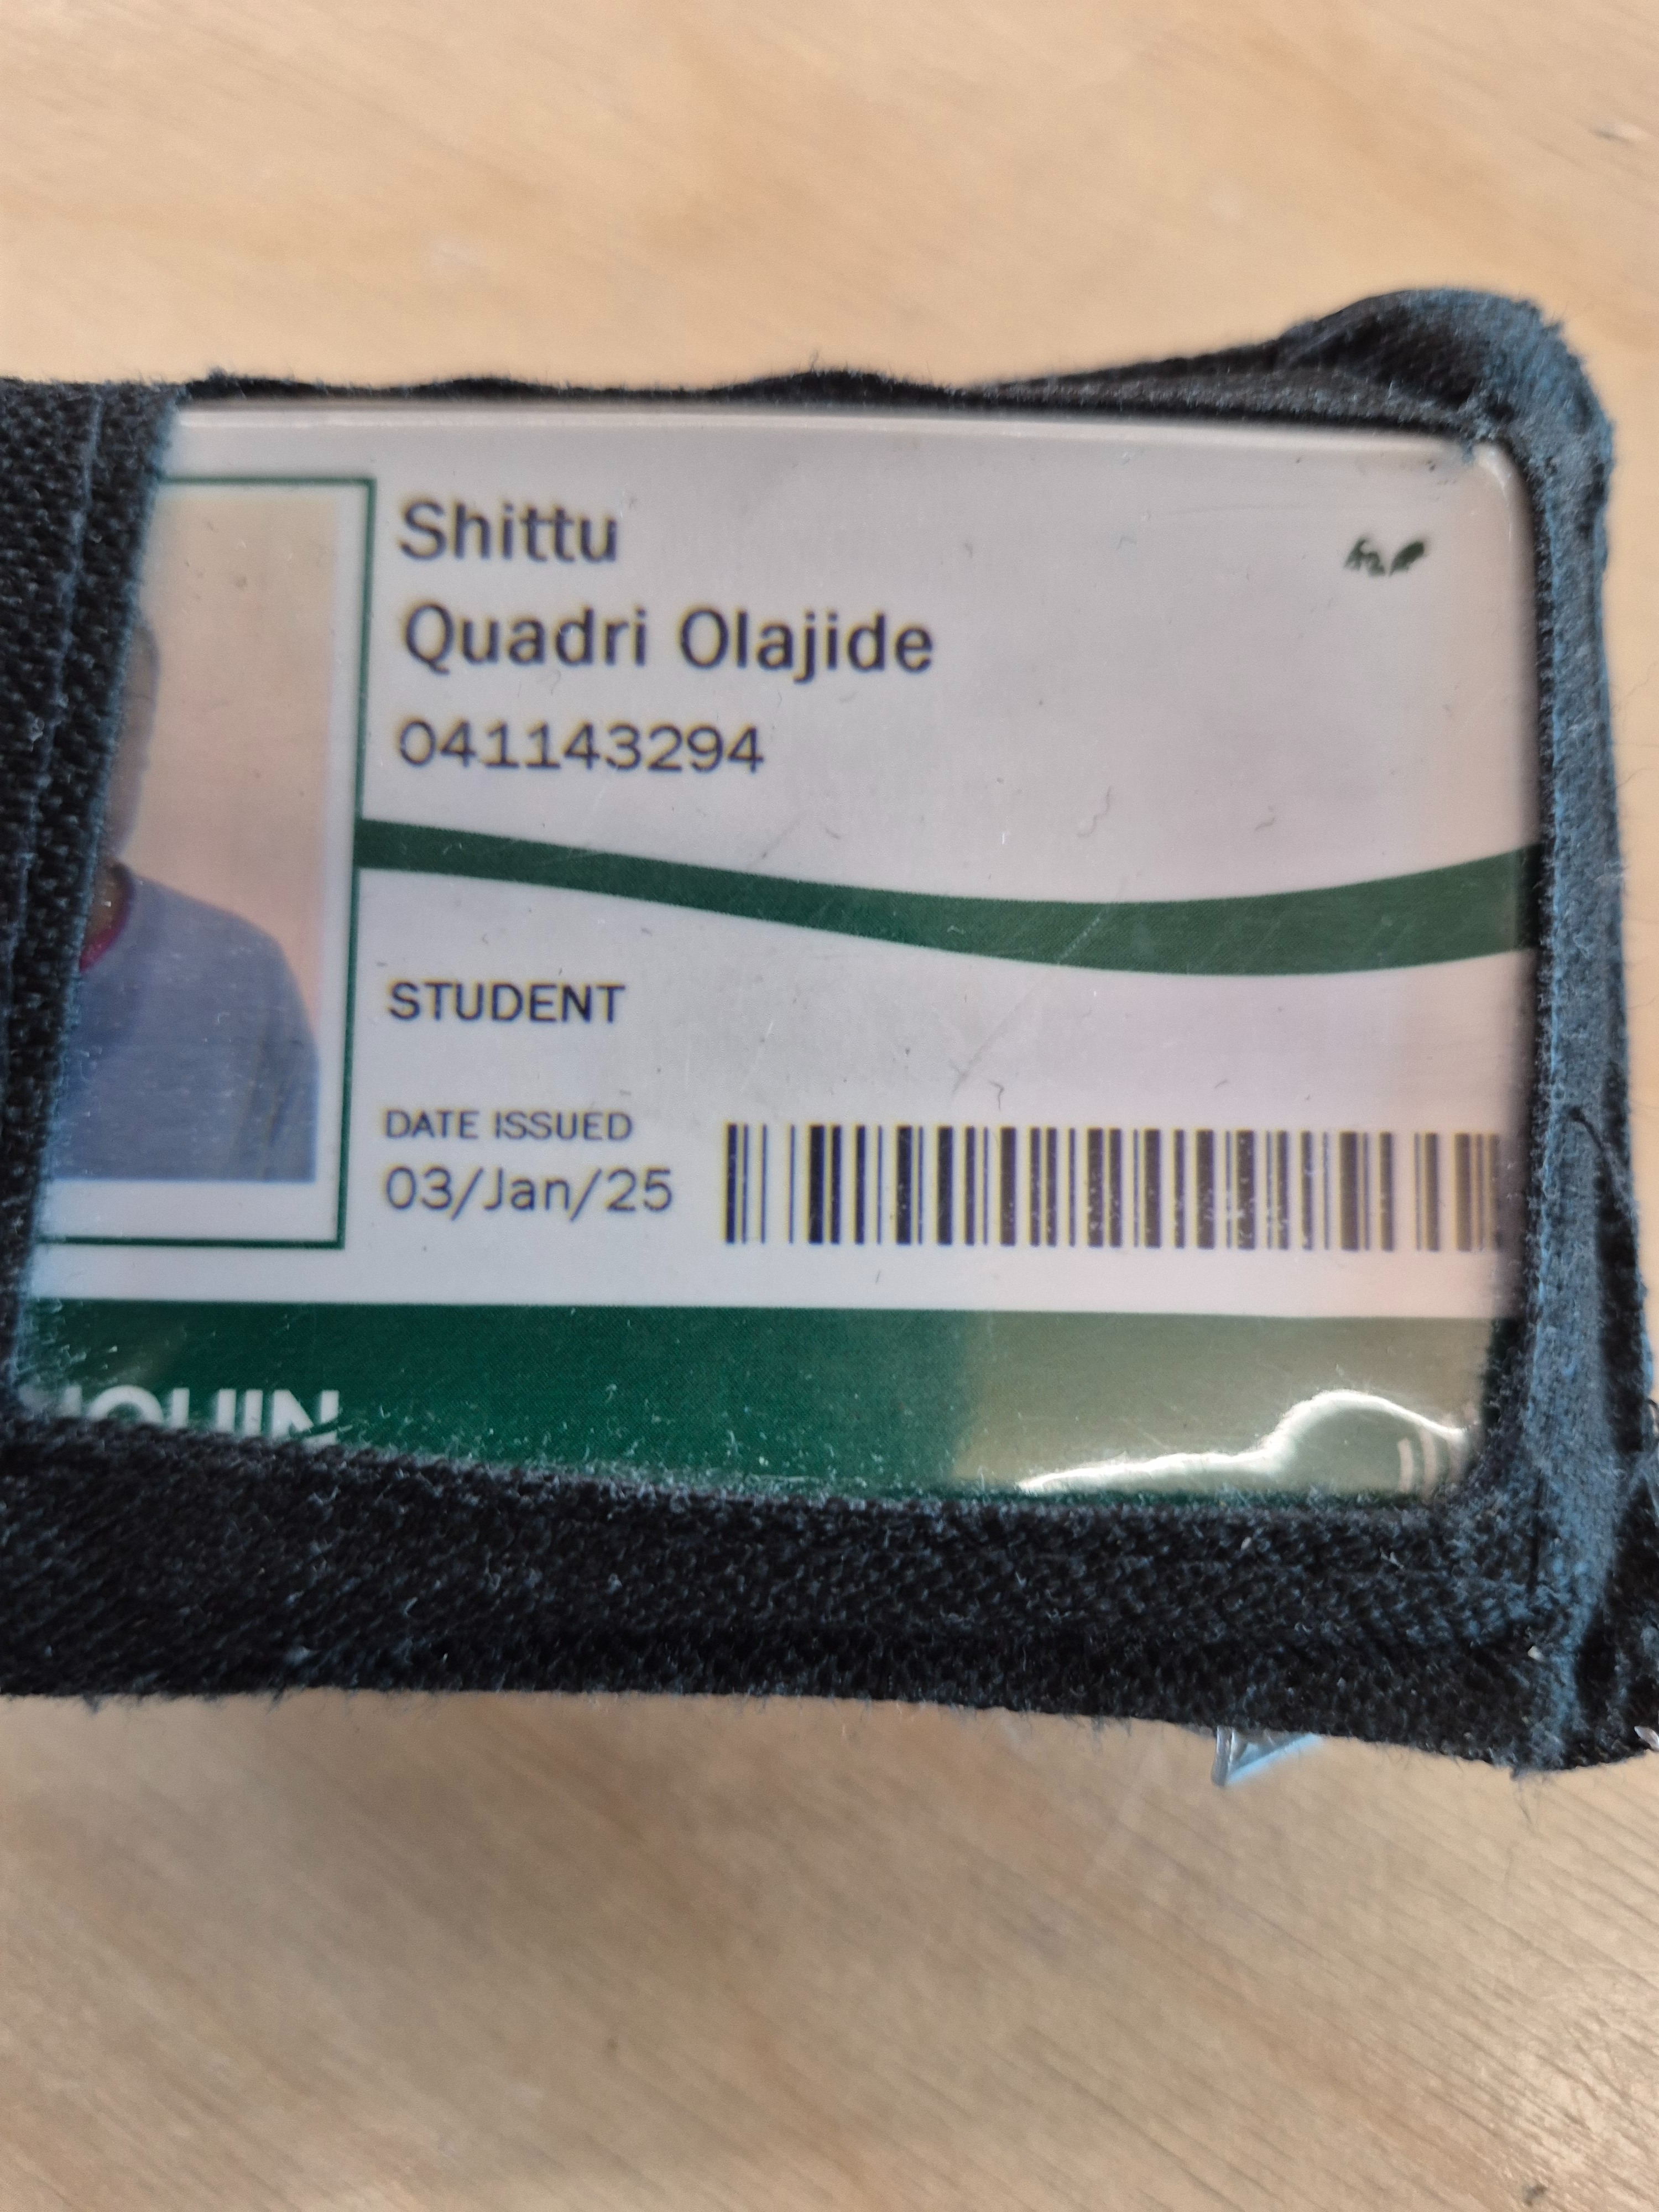 Shittu
Quadri Olajide
041143294
STUDENT
DATE ISSUED
03/Jan/25